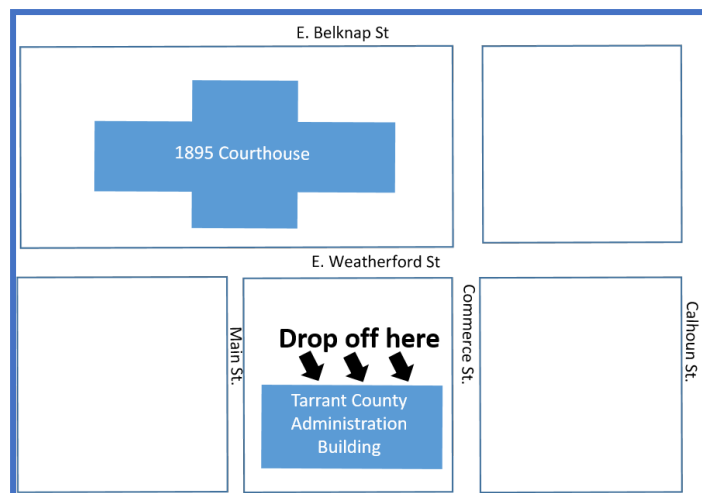 E. Belknap St
1895 Courthouse
E. Weatherford St
Main St.
Commerce St.
Calhoun St.
Drop off here
Tarrant County
Administration
Building